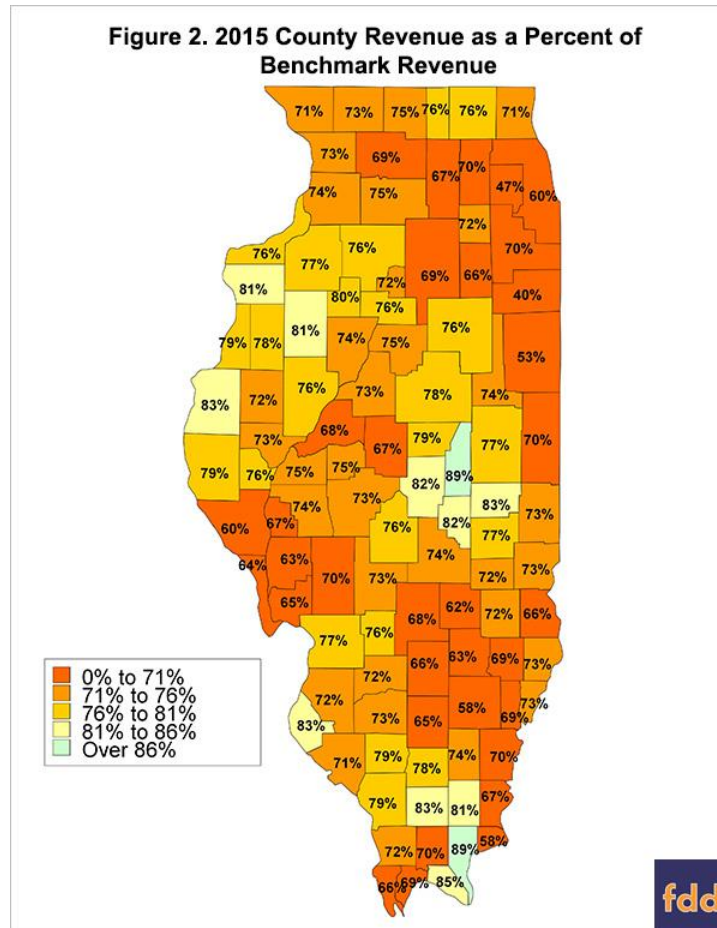 Figure 2. 2015 County Revenue as a Percent of
Benchmark Revenue
71% 73% 75% 76% 76% 71%
73% 69% 67% 70% 47% 60%
74% 75% 72%
76% 77% 76% 69% 66% 70%
81% 80% 72% 76% 40%
79% 78% 81% 74% 75% 76% 53%
83% 72% 76% 73% 78% 74%
73% 68% 67% 79% 77% 70%
79% 76% 75% 75% 82% 89%
60% 67% 74% 73% 76% 82% 83% 73%
64% 63% 70% 73% 74% 77% 72% 73%
65% 68% 62% 72% 66%
77% 76% 66% 63% 69% 73%
72%
0% to 71%
71% to 76%
76% to 81%
81% to 86%
Over 86%
83% 72% 73% 65% 58% 69% 73%
71% 79% 78% 74% 70%
79% 83% 81% 67%
72% 70% 89% 58%
66% 69% 85%
fdd